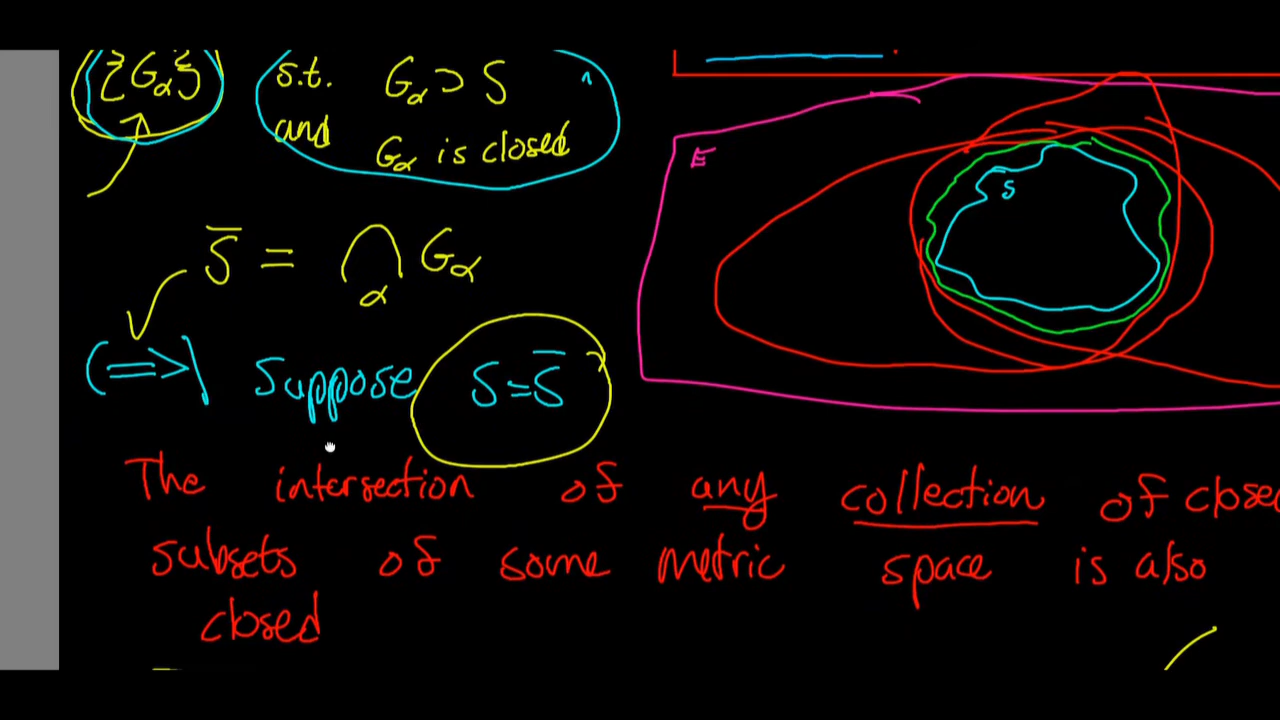 {Gα} s.t. Gα ⊃ S
and Gα is closed
E
S
S̅ = ⋂ Gα
α
(=>) Suppose S = S̅
The intersection of any collection of closed
subsets of some metric space is also
closed